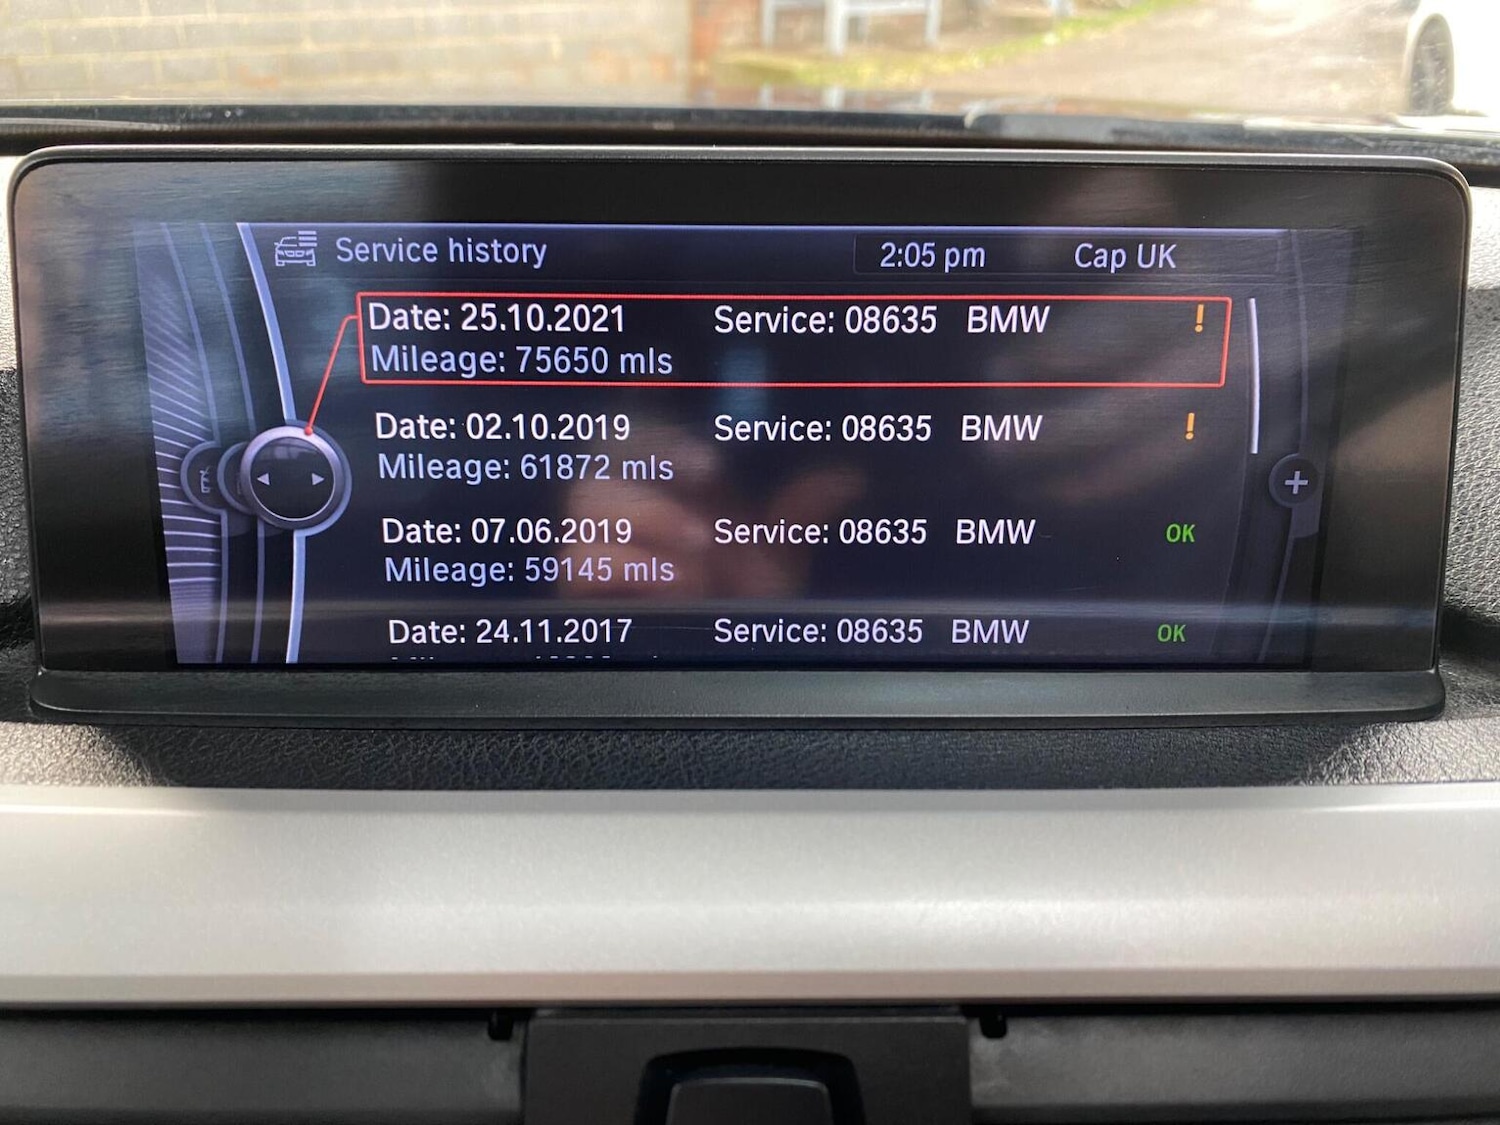 Service history 2:05 pm Cap UK
Date: 25.10.2021 Service: 08635 BMW !
Mileage: 75650 mls
Date: 02.10.2019 Service: 08635 BMW !
Mileage: 61872 mls
Date: 07.06.2019 Service: 08635 BMW OK
Mileage: 59145 mls
Date: 24.11.2017 Service: 08635 BMW OK